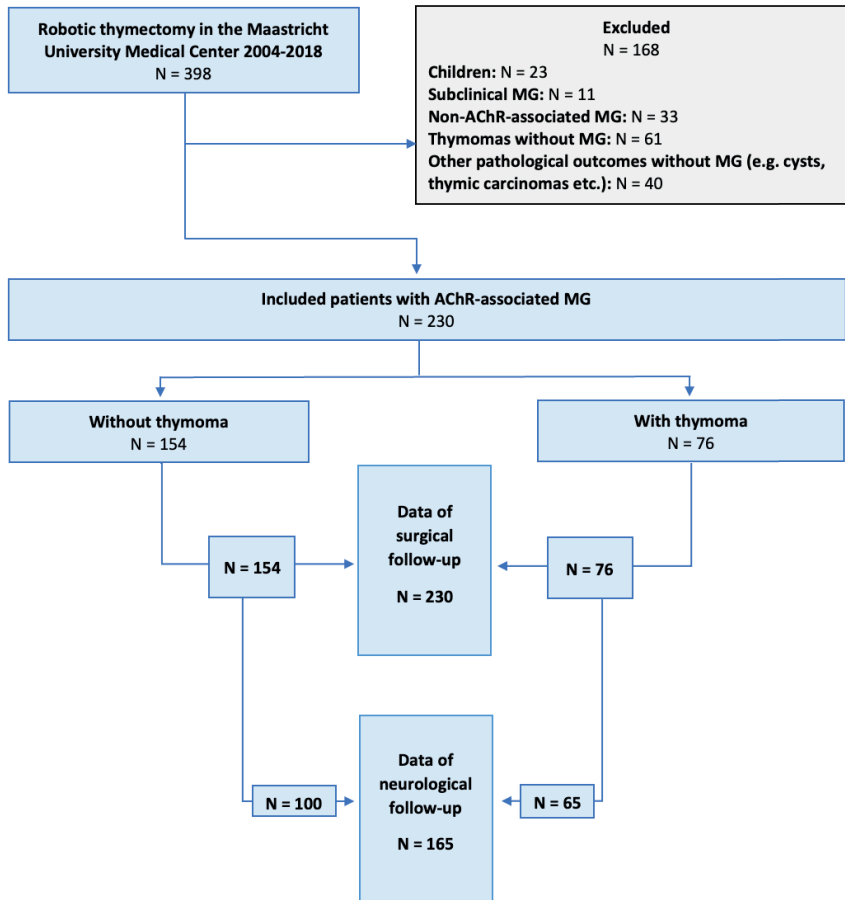 Robotic thymectomy in the Maastricht
University Medical Center 2004-2018
N = 398
Excluded
N = 168
Children: N = 23
Subclinical MG: N = 11
Non-AChR-associated MG: N = 33
Thymomas without MG: N = 61
Other pathological outcomes without MG (e.g. cysts,
thymic carcinomas etc.): N = 40
Included patients with AChR-associated MG
N = 230
Without thymoma
N = 154
With thymoma
N = 76
Data of
surgical
follow-up
N = 230
N = 154
N = 76
Data of
neurological
follow-up
N = 165
N = 100
N = 65